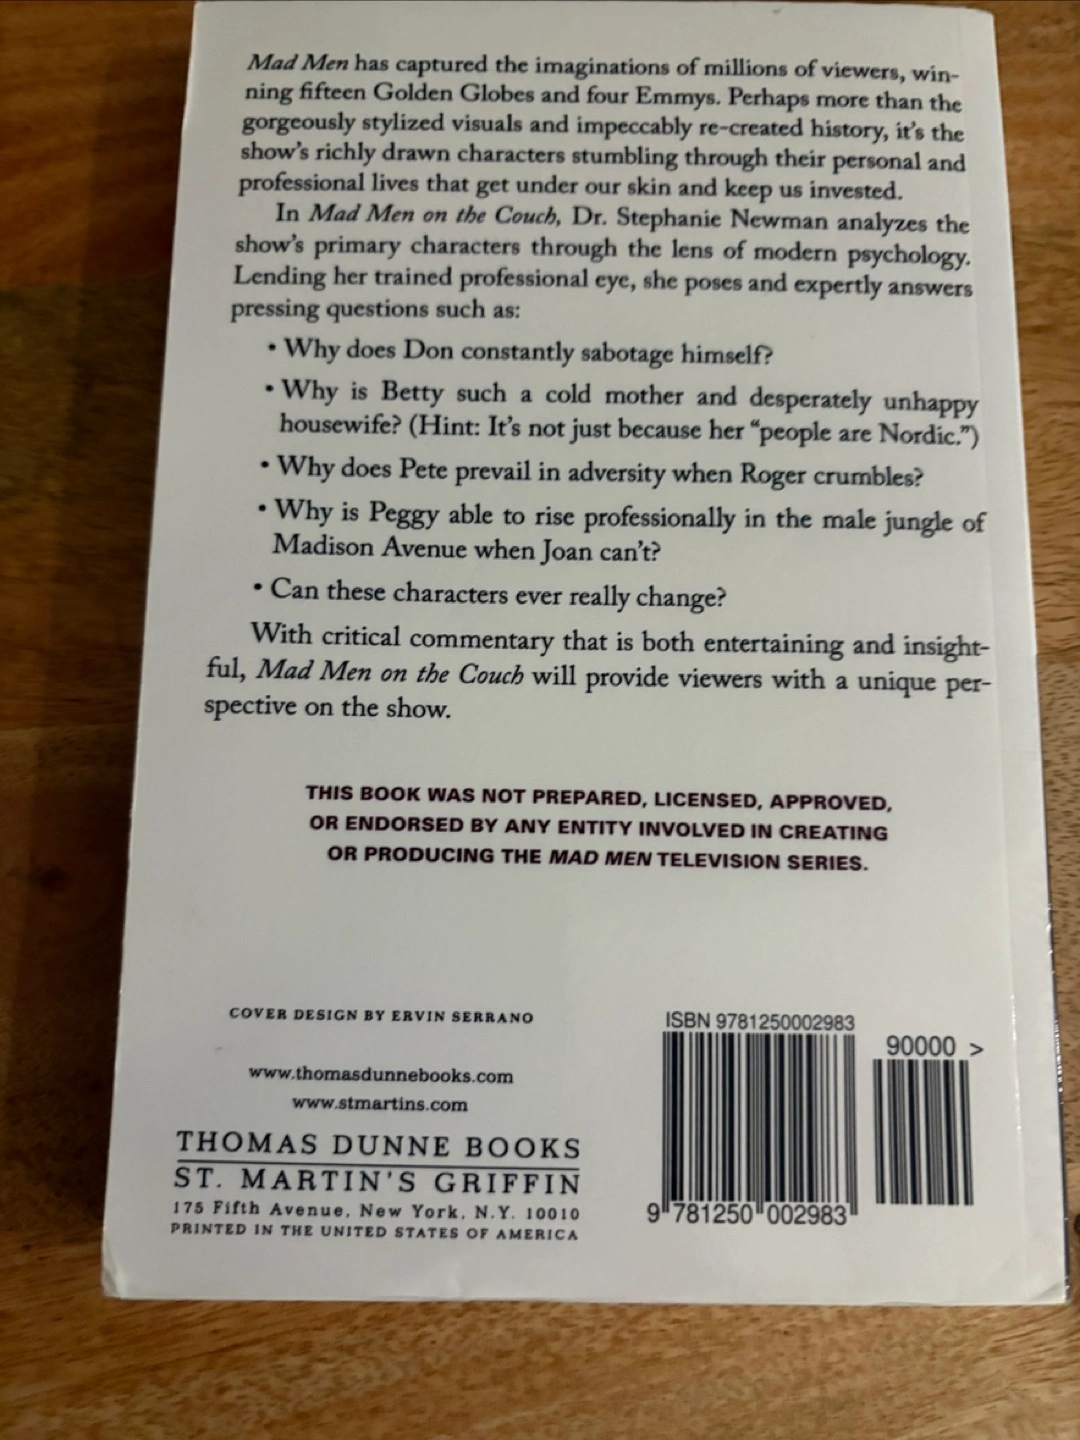 Mad Men has captured the imaginations of millions of viewers, win-
ning fifteen Golden Globes and four Emmys. Perhaps more than the
gorgeously stylized visuals and impeccably re-created history, it's the
show's richly drawn characters stumbling through their personal and
professional lives that get under our skin and keep us invested.
In Mad Men on the Couch, Dr. Stephanie Newman analyzes the
show's primary characters through the lens of modern psychology.
Lending her trained professional eye, she poses and expertly answers
pressing questions such as:
• Why does Don constantly sabotage himself?
• Why is Betty such a cold mother and desperately unhappy
housewife? (Hint: It's not just because her “people are Nordic.”)
• Why does Pete prevail in adversity when Roger crumbles?
• Why is Peggy able to rise professionally in the male jungle of
Madison Avenue when Joan can't?
• Can these characters ever really change?
With critical commentary that is both entertaining and insight-
ful, Mad Men on the Couch will provide viewers with a unique per-
spective on the show.
THIS BOOK WAS NOT PREPARED, LICENSED, APPROVED,
OR ENDORSED BY ANY ENTITY INVOLVED IN CREATING
OR PRODUCING THE MAD MEN TELEVISION SERIES.
COVER DESIGN BY ERVIN SERRANO
www.thomasdunnebooks.com
www.stmartins.com
THOMAS DUNNE BOOKS
ST. MARTIN'S GRIFFIN
175 Fifth Avenue, New York, N.Y. 10010
PRINTED IN THE UNITED STATES OF AMERICA
ISBN 9781250002983
90000 >
9 781250 002983